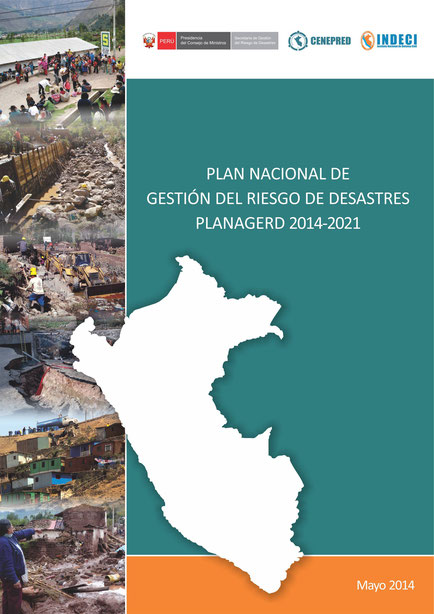 PERÚ
Presidencia
del Consejo de Ministros
Secretaría de Gestión
del Riesgo de Desastres
CENEPRED
INDECI
PLAN NACIONAL DE
GESTIÓN DEL RIESGO DE DESASTRES
PLANAGERD 2014-2021
Mayo 2014